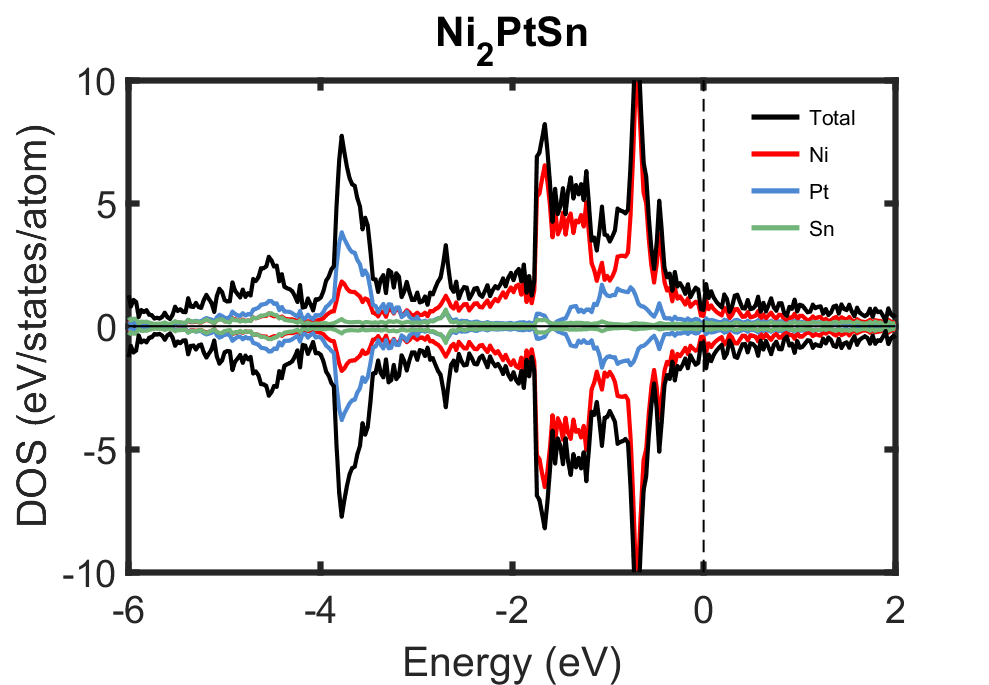 Ni₂PtSn
10
5
0
-5
-10
DOS (eV/states/atom)
Total
Ni
Pt
Sn
-6 -4 -2 0 2
Energy (eV)